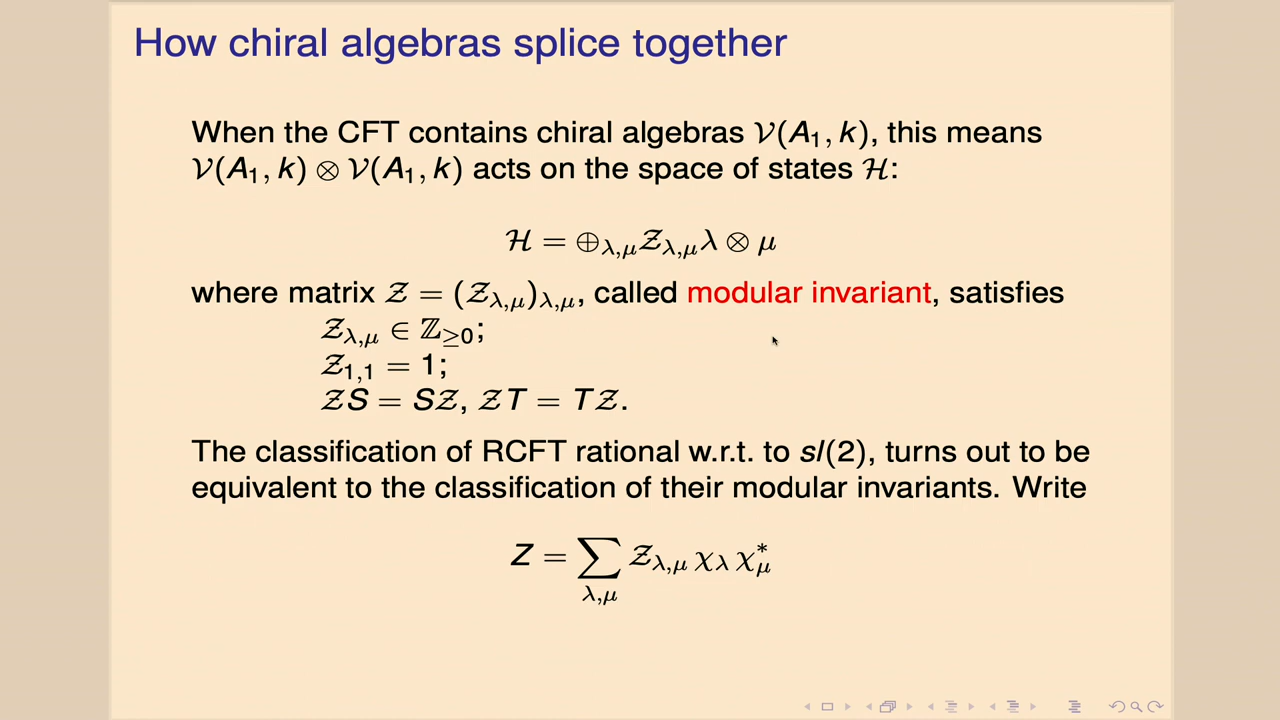 How chiral algebras splice together
When the CFT contains chiral algebras 𝒱(A₁, k), this means
𝒱(A₁, k) ⊗ 𝒱(A₁, k) acts on the space of states ℋ:
ℋ = ⊕_{λ,μ} 𝒵_{λ,μ} λ ⊗ μ
where matrix 𝒵 = (𝒵_{λ,μ})_{λ,μ}, called modular invariant, satisfies
𝒵_{λ,μ} ∈ ℤ_{≥0};
𝒵_{1,1} = 1;
𝒵S = S𝒵, 𝒵T = T𝒵.
The classification of RCFT rational w.r.t. to sl(2), turns out to be
equivalent to the classification of their modular invariants. Write
Z = ∑_{λ,μ} 𝒵_{λ,μ} χ_λ χ*_μ